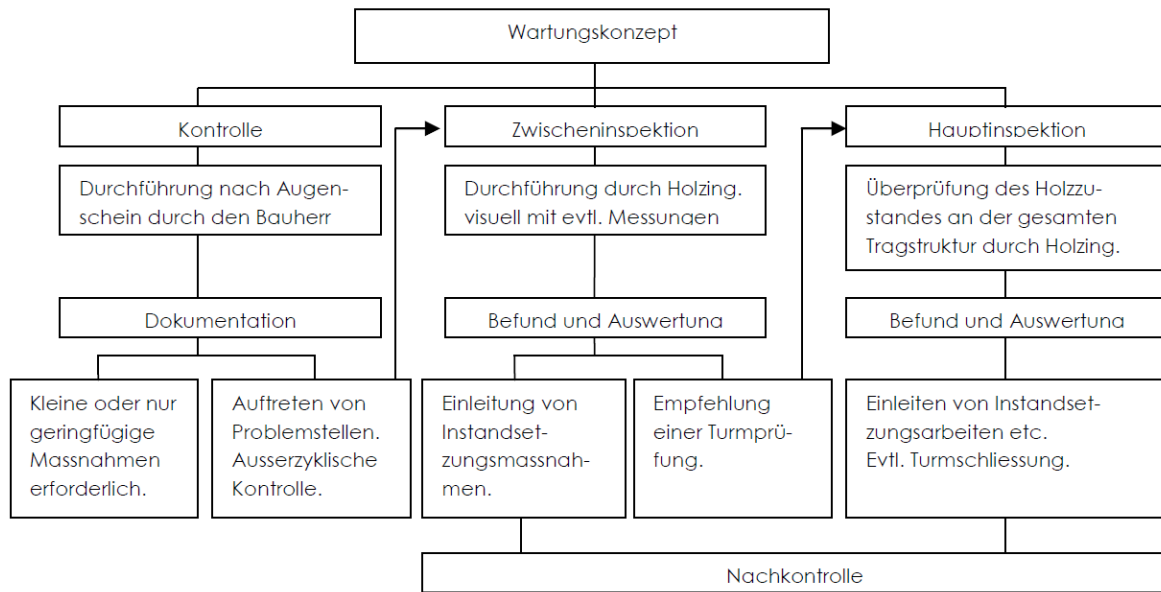 Wartungskonzept
Kontrolle
Zwischeninspektion
Hauptinspektion
Durchführung nach Augen-
schein durch den Bauherr
Durchführung durch Holzing.
visuell mit evtl. Messungen
Überprüfung des Holzzu-
standes an der gesamten
Tragstruktur durch Holzing.
Dokumentation
Befund und Auswertung
Befund und Auswertung
Kleine oder nur
geringfügige
Massnahmen
erforderlich.
Auftreten von
Problemstellen.
Ausserzyklische
Kontrolle.
Einleitung von
Instandset-
zungsmassnah-
men.
Empfehlung
einer Turmprü-
fung.
Einleiten von Instandset-
zungsarbeiten etc.
Evtl. Turmschliessung.
Nachkontrolle